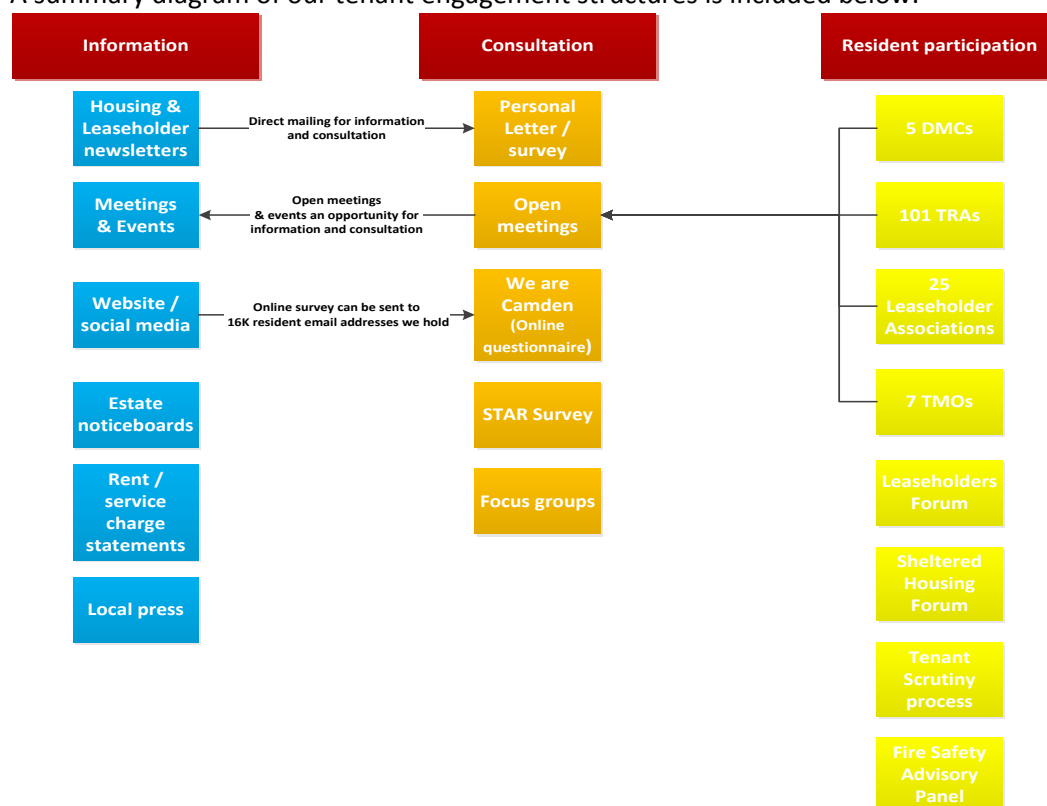 A summary diagram of our tenant engagement structures is included below:
Information
Consultation
Resident participation
Housing &
Leaseholder
newsletters
Direct mailing for information
and consultation
Personal
Letter /
survey
5 DMCs
Meetings
& Events
Open meetings
& events an opportunity for
information and consultation
Open
meetings
101 TRAs
Website /
social media
Online survey can be sent to
16K resident email addresses we hold
We are
Camden
(Online
questionnaire)
25
Leaseholder
Associations
Estate
noticeboards
STAR Survey
7 TMOs
Rent /
service
charge
statements
Focus groups
Leaseholders
Forum
Local press
Sheltered
Housing
Forum
Tenant
Scrutiny
process
Fire Safety
Advisory
Panel